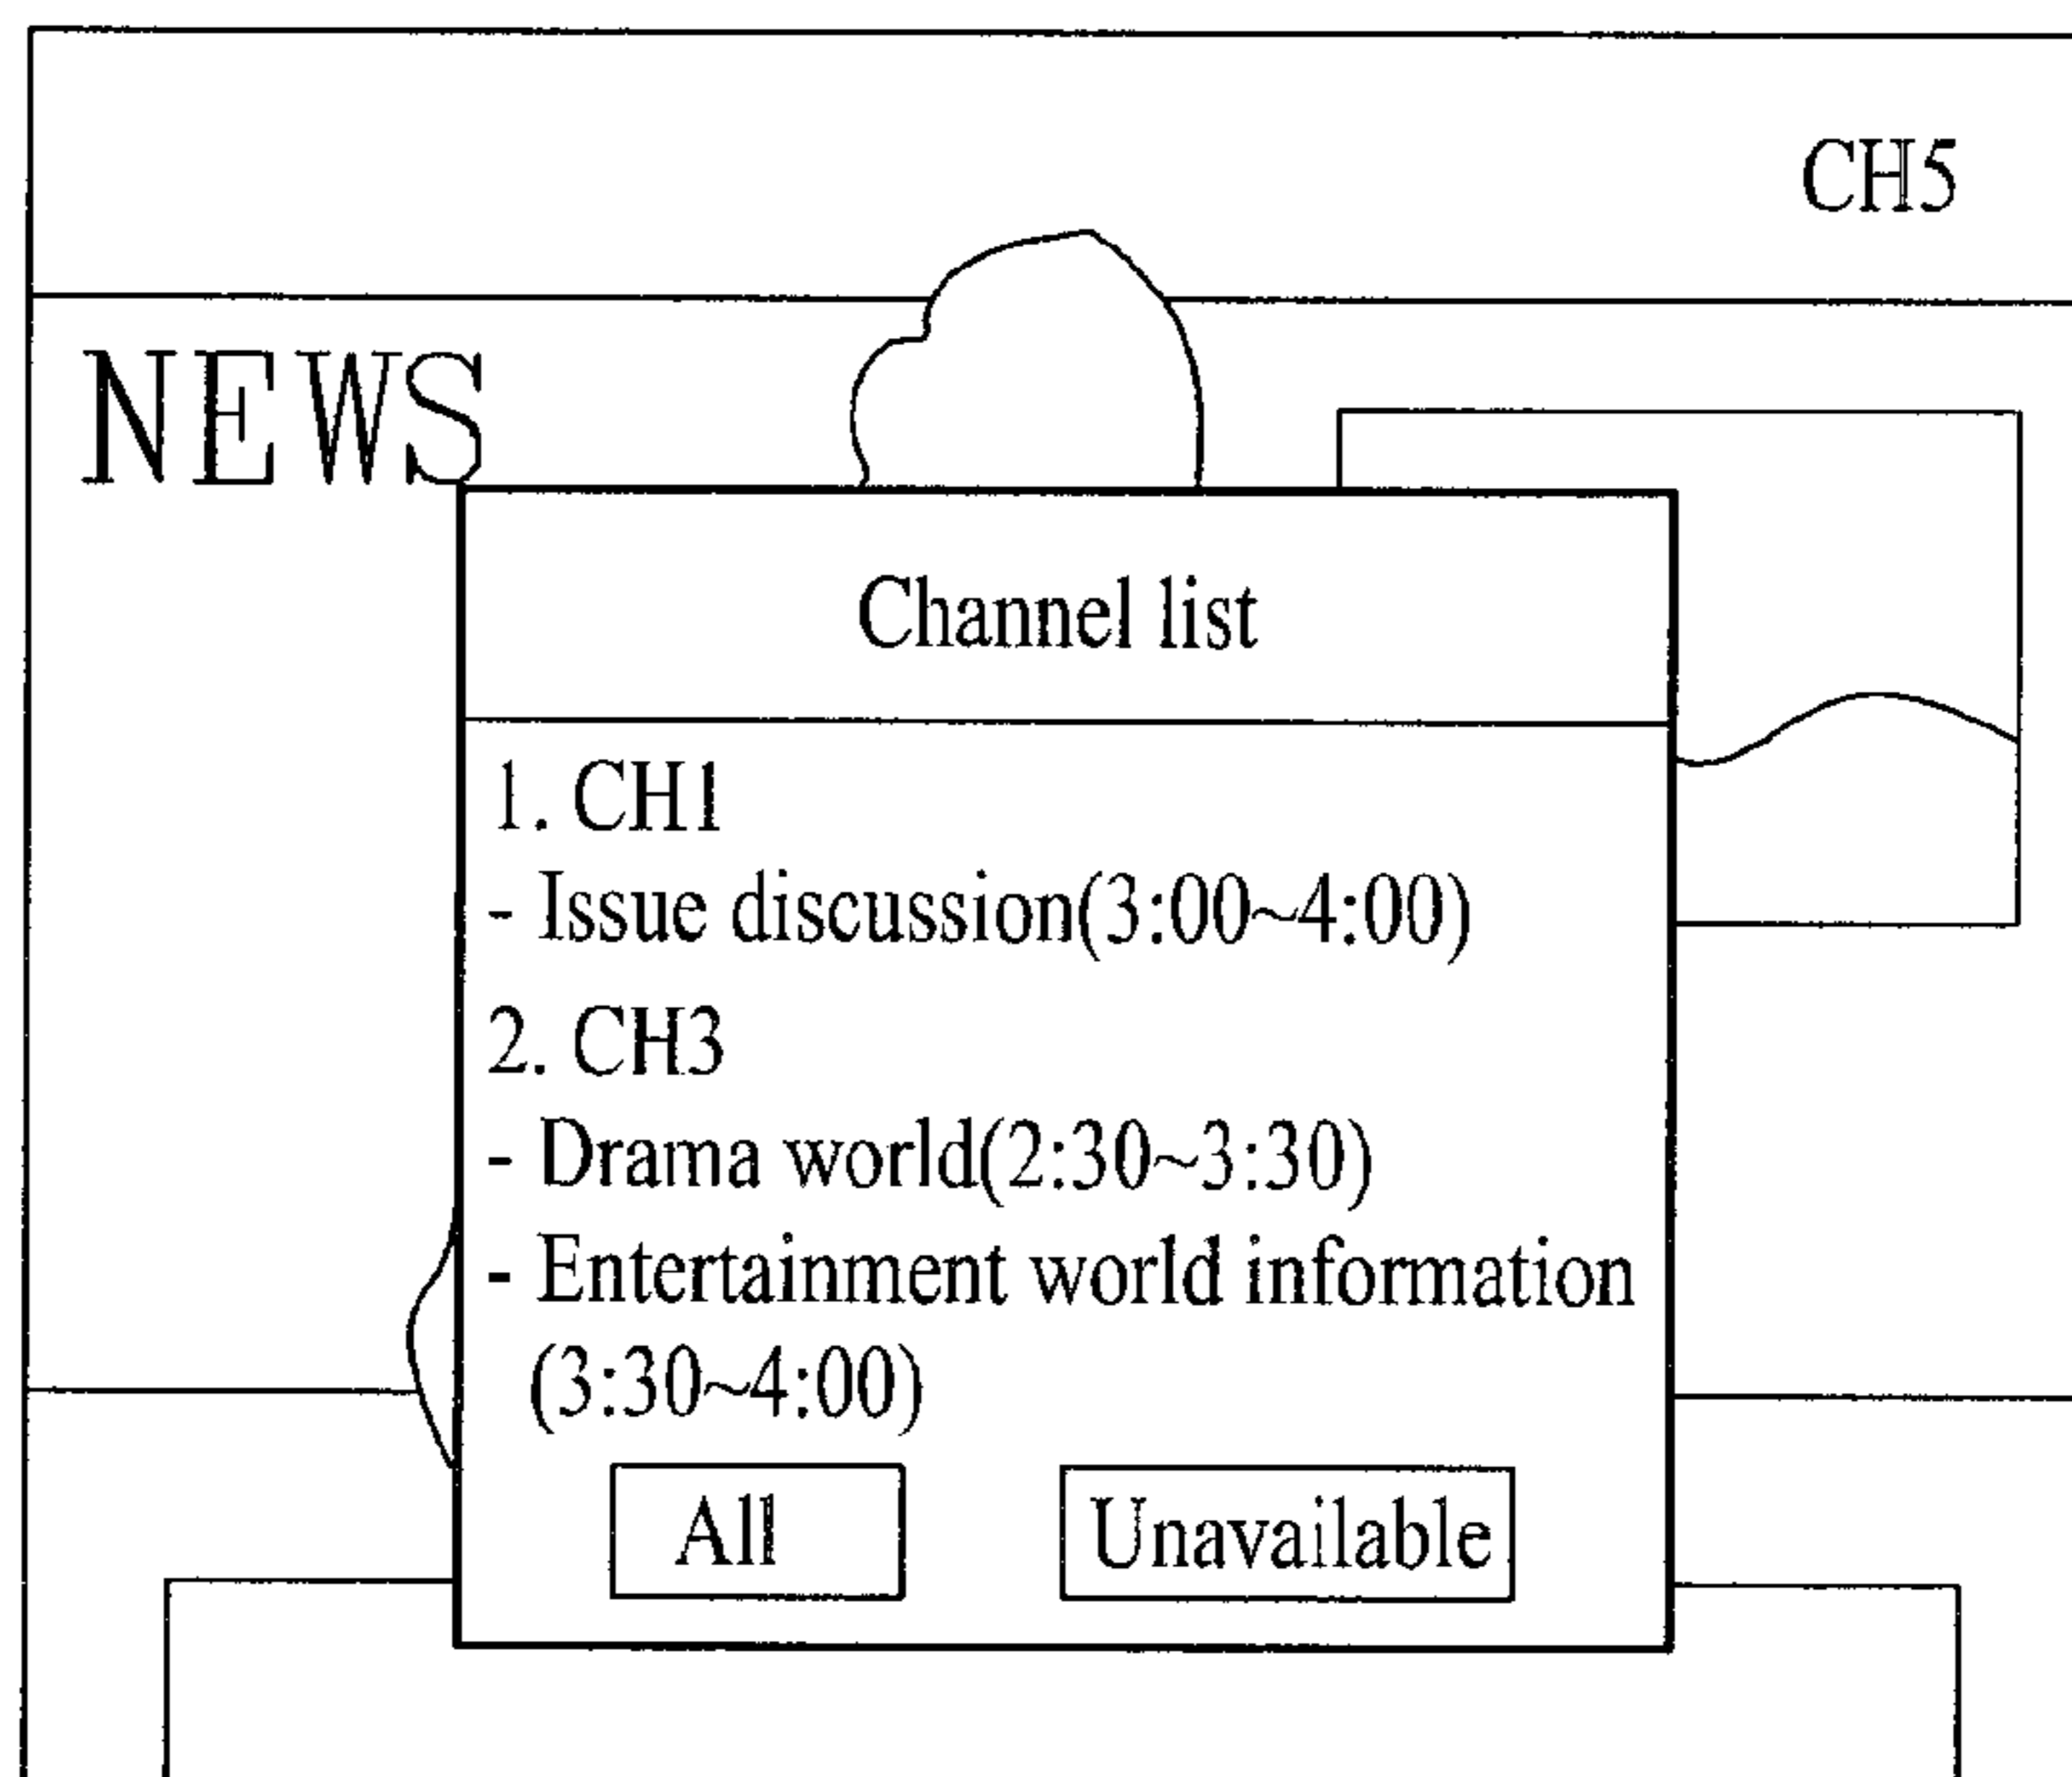 CH5
NEWS
Channel list
1. CH1
- Issue discussion(3:00~4:00)
2. CH3
- Drama world(2:30~3:30)
- Entertainment world information
(3:30~4:00)
All
Unavailable